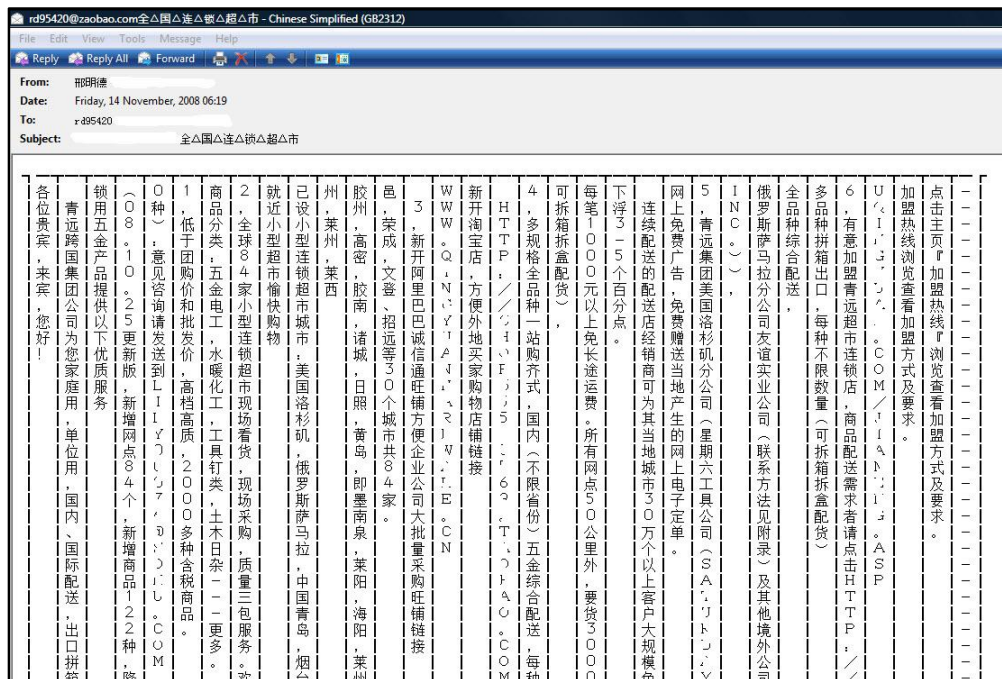 rd95420@zaobao.com全△国△连△锁△超△市 - Chinese Simplified (GB2312)
File Edit View Tools Message Help
Reply Reply All Forward
From: 邢明德
Date: Friday, 14 November, 2008 06:19
To: rd95420
Subject: 全△国△连△锁△超△市
各位贵宾,来宾,您好!
青远跨国集团公司为您家庭用,单位用,国内、国际配送,出口拼箱
锁用五金产品提供以下优质服务
(08.10.25更新版,新增网点84个,新增商品122种,降
0种):意见咨询请发送到 。COM
1,低于团购价和批发价,高档高质,2000多种含税商品。
商品分类:五金电工,水暖化工,工具钉类,土木日杂--更多。
2,全球84家小型连锁超市现场看货,现场采购,质量三包服务。欢
就近小型超市愉快购物
已设小型连锁超市城市:美国洛杉矶,俄罗斯萨马拉,中国青岛,烟台
州,莱州,莱西
胶州,高密,胶南,诸城,日照,黄岛,即墨南泉,莱阳,海阳,莱州
邑,荣成,文登、招远等30个城市共84家。
3,新开阿里巴巴诚信通旺铺方便企业公司大批量采购旺铺链接
WWW. 。CN
新开淘宝店,方便外地买家购物店铺链接
HTTP:// 。COM
4,多规格全品种一站购齐式,国内(不限省份)五金综合配送,每种
可拆箱拆盒配货),
每笔1000元以上免长途运费。所有网点50公里外,要货300
下浮3-5个百分点。
连续配送的配送店经销商可为其当地城市30万个以上客户大规模免
网上免费广告,免费赠送当地产生的网上电子定单。
5,青远集团美国洛杉矶分公司(星期六工具公司(
INC。)),
俄罗斯萨马拉分公司友谊实业公司(联系方法见附录)及其他境外公司
全品种综合配送,
多品种拼箱出口,每种不限数量(可拆箱拆盒配货)
6,有意加盟青远超市连锁店,商品配送需求者请点击HTTP:/
。COM/ 。ASP
加盟热线浏览查看加盟方式及要求。
点击主页『加盟热线』浏览查看加盟方式及要求。